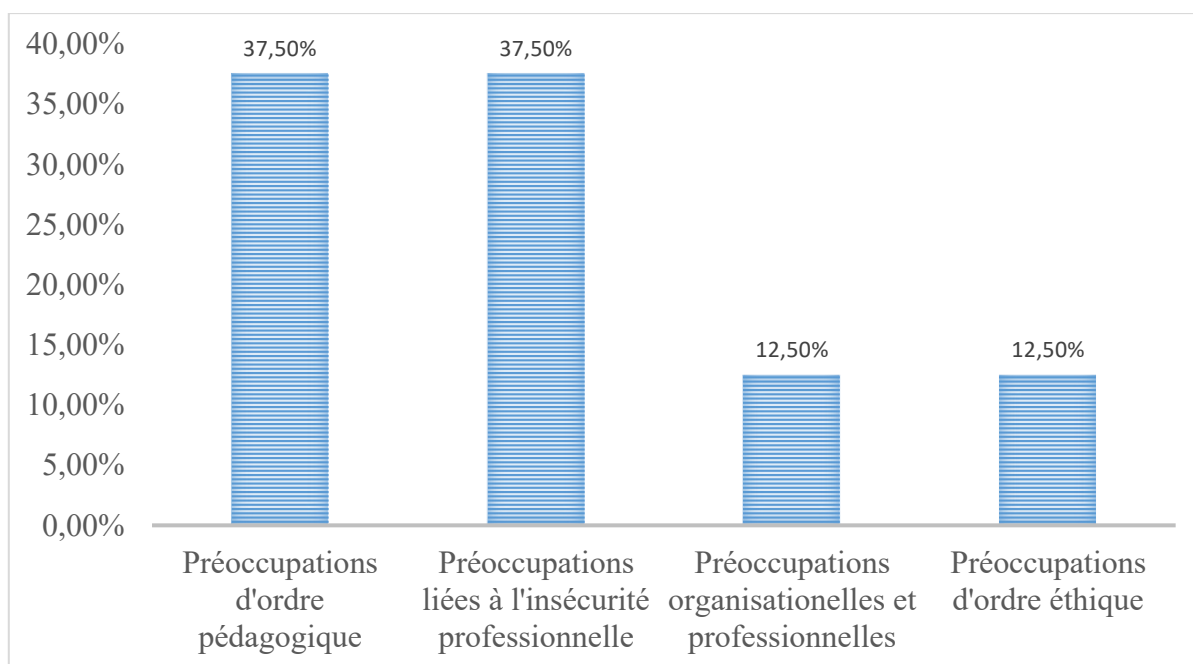 40,00%
35,00%
30,00%
25,00%
20,00%
15,00%
10,00%
5,00%
0,00%
37,50%
37,50%
12,50%
12,50%
Préoccupations
d'ordre
pédagogique
Préoccupations
liées à l'insécurité
professionnelle
Préoccupations
organisationelles et
professionnelles
Préoccupations
d'ordre éthique